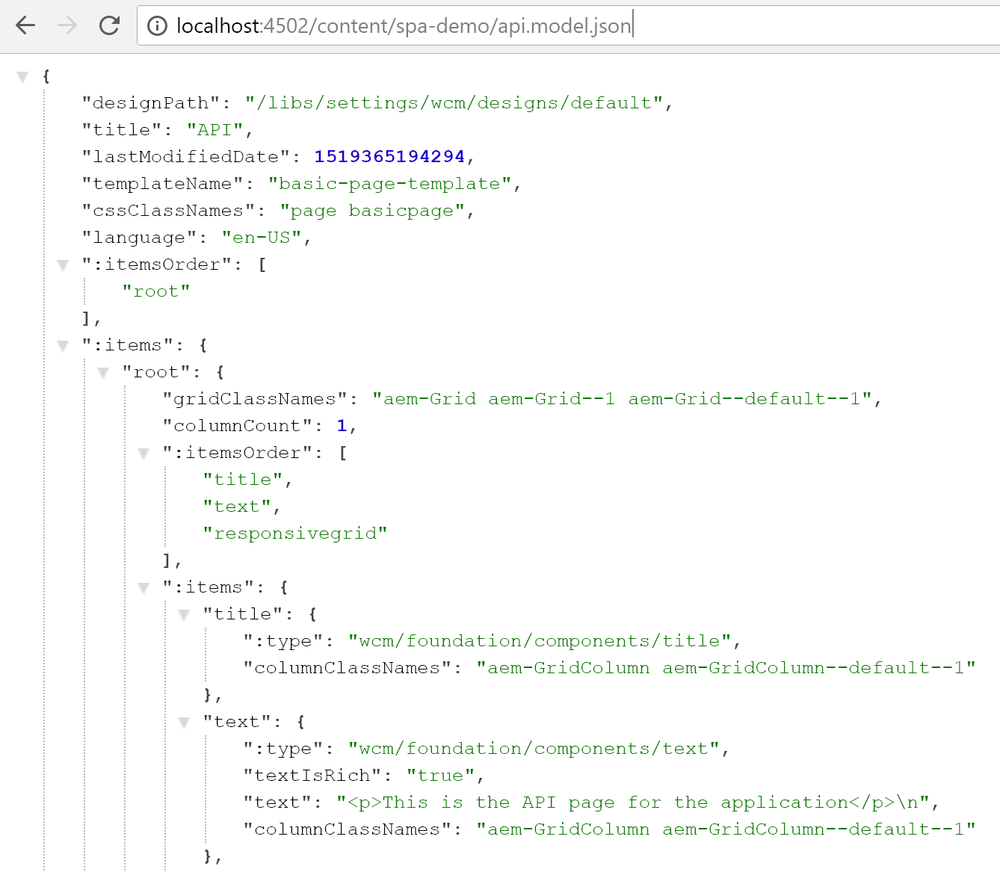 localhost:4502/content/spa-demo/api.model.json
{
"designPath": "/libs/settings/wcm/designs/default",
"title": "API",
"lastModifiedDate": 1519365194294,
"templateName": "basic-page-template",
"cssClassNames": "page basicpage",
"language": "en-US",
":itemsOrder": [
"root"
],
":items": {
"root": {
"gridClassNames": "aem-Grid aem-Grid--1 aem-Grid--default--1",
"columnCount": 1,
":itemsOrder": [
"title",
"text",
"responsivegrid"
],
":items": {
"title": {
":type": "wcm/foundation/components/title",
"columnClassNames": "aem-GridColumn aem-GridColumn--default--1"
},
"text": {
":type": "wcm/foundation/components/text",
"textIsRich": "true",
"text": "<p>This is the API page for the application</p>\n",
"columnClassNames": "aem-GridColumn aem-GridColumn--default--1"
},